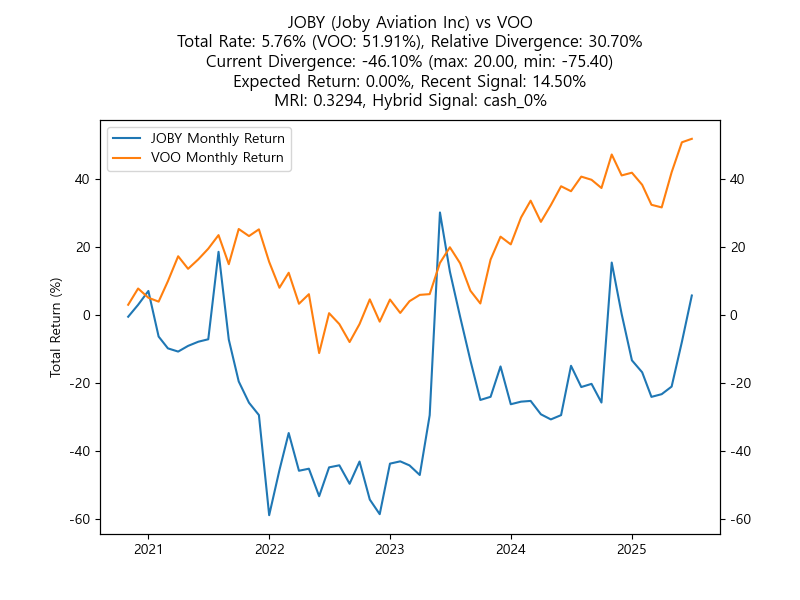 JOBY (Joby Aviation Inc) vs VOO
Total Rate: 5.76% (VOO: 51.91%), Relative Divergence: 30.70%
Current Divergence: -46.10% (max: 20.00, min: -75.40)
Expected Return: 0.00%, Recent Signal: 14.50%
MRI: 0.3294, Hybrid Signal: cash_0%
JOBY Monthly Return
VOO Monthly Return
Total Return (%)
40
20
0
-20
-40
-60
40
20
0
-20
-40
-60
2021
2022
2023
2024
2025